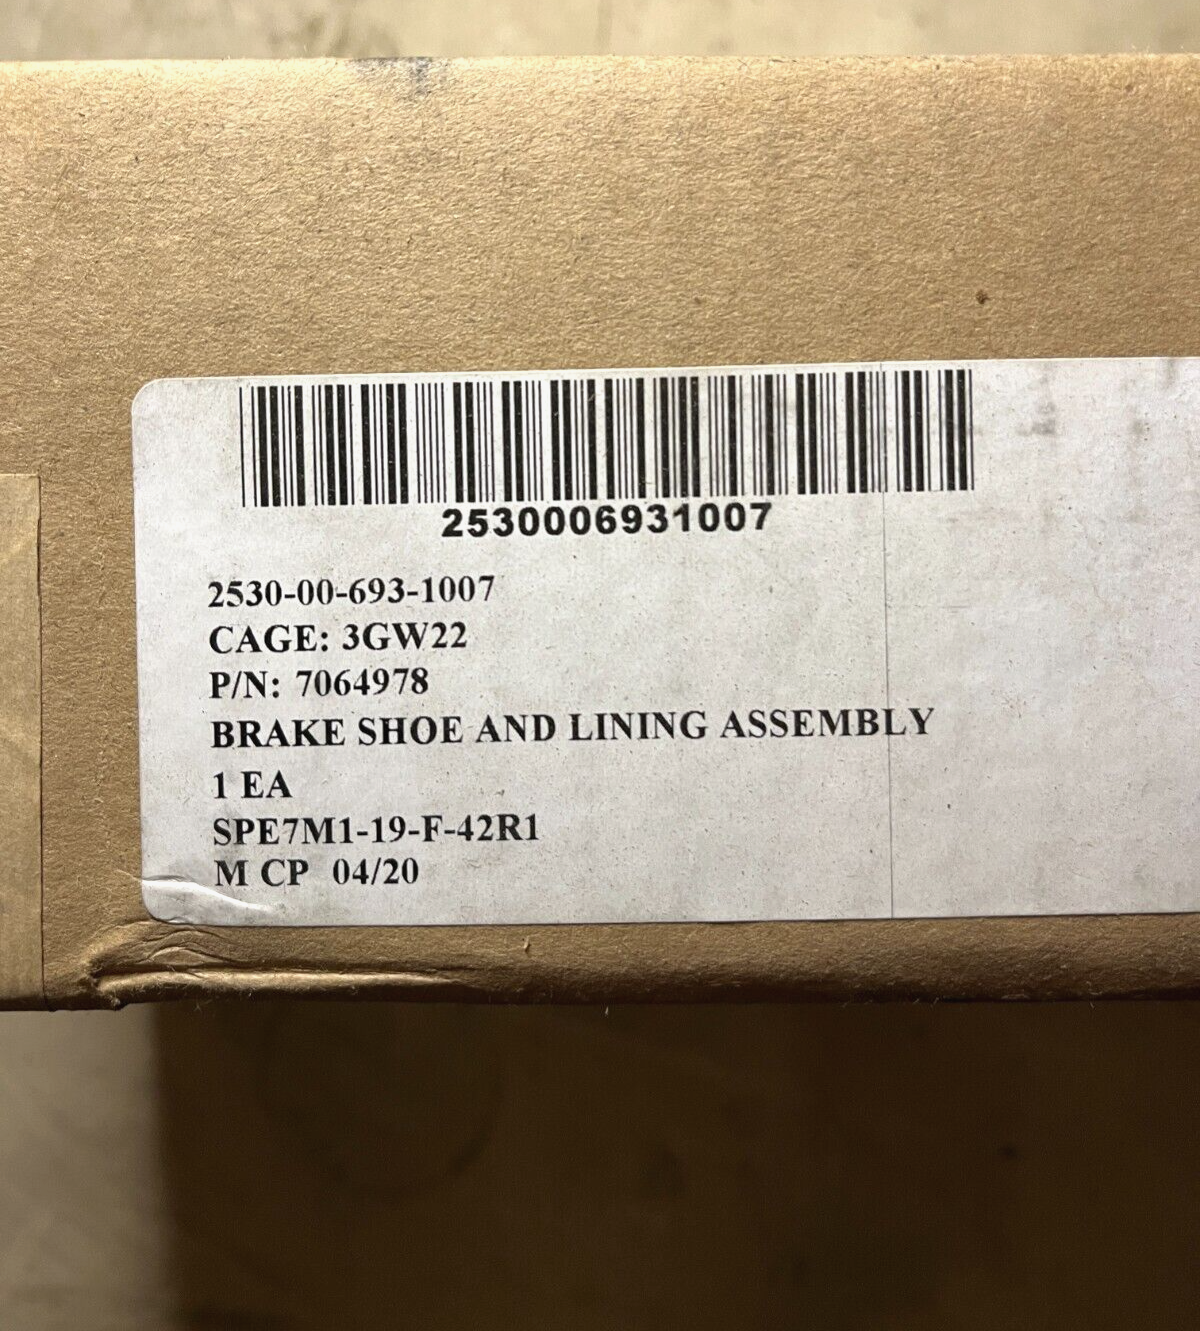 2530006931007
2530-00-693-1007
CAGE: 3GW22
P/N: 7064978
BRAKE SHOE AND LINING ASSEMBLY
1 EA
SPE7M1-19-F-42R1
M CP 04/20